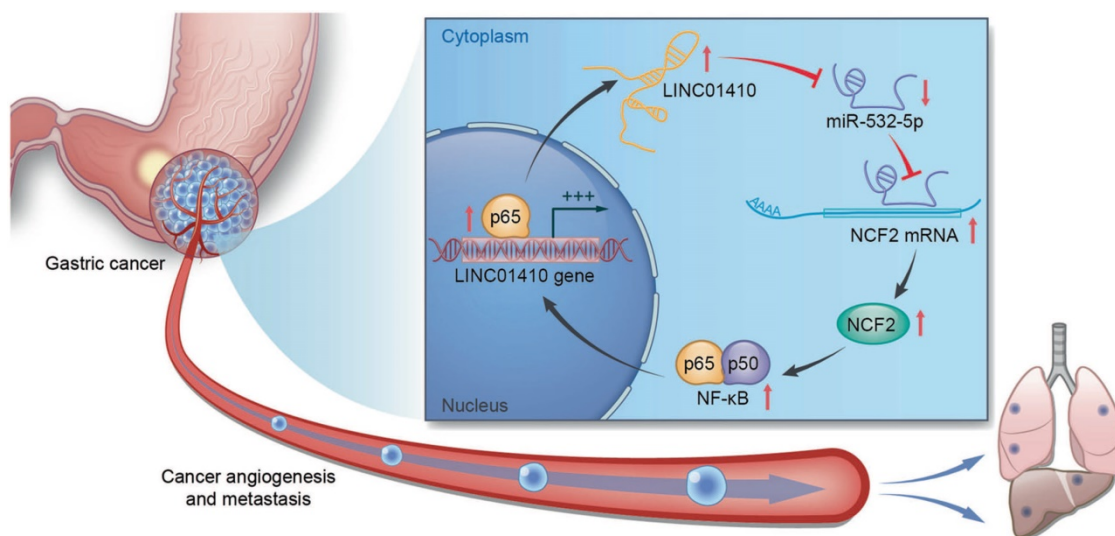 Cytoplasm
LINC01410
miR-532-5p
AAAA
NCF2 mRNA
+++
p65
LINC01410 gene
NCF2
p65 p50
NF-κB
Nucleus
Gastric cancer
Cancer angiogenesis
and metastasis